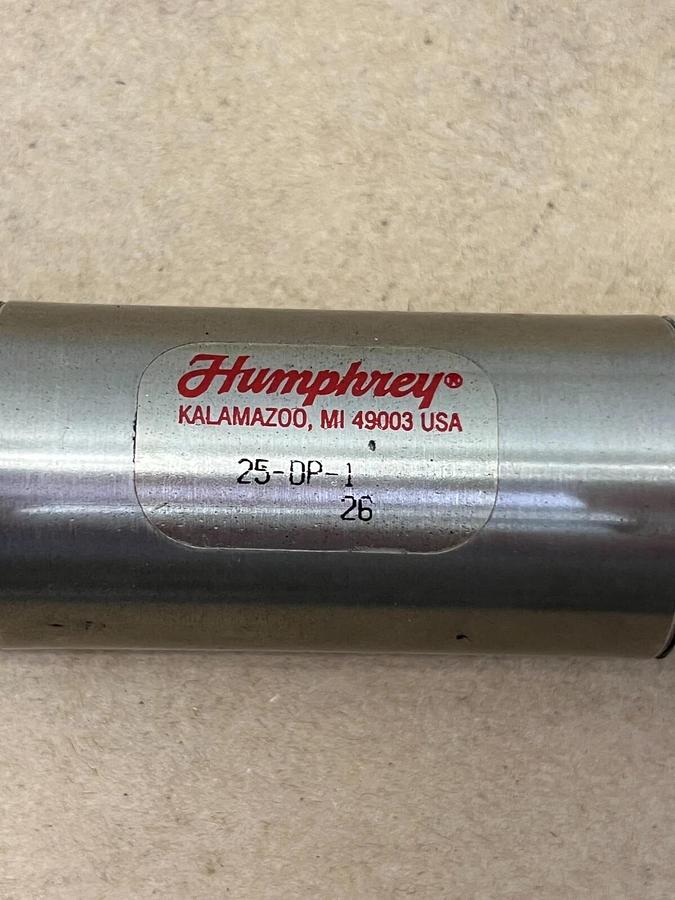 Humphrey®
KALAMAZOO, MI 49003 USA
25-DP-1
26